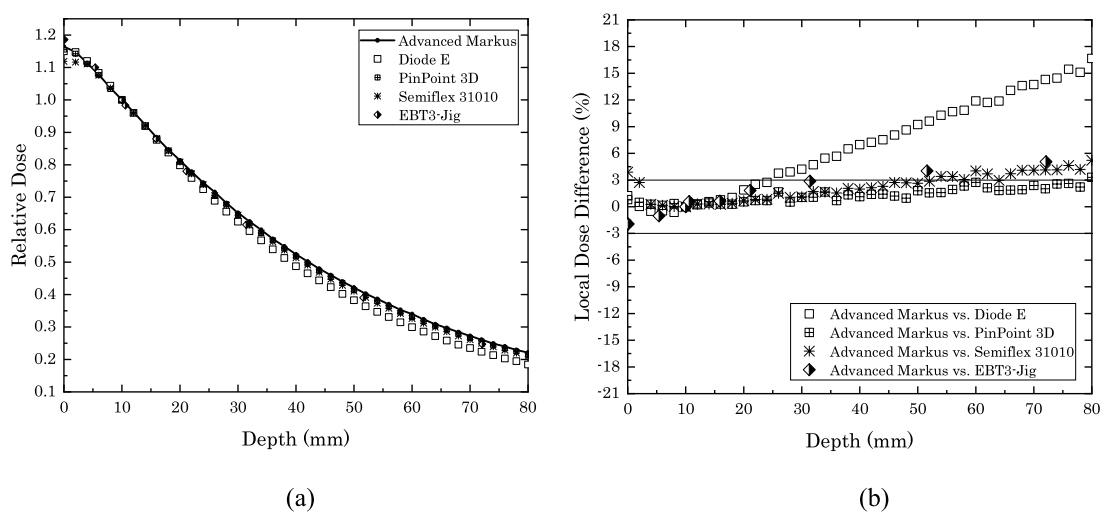 1.2
1.1
1.0
0.9
0.8
0.7
0.6
0.5
0.4
0.3
0.2
0.1
Relative Dose
Advanced Markus
Diode E
PinPoint 3D
Semiflex 31010
EBT3-Jig
0 10 20 30 40 50 60 70 80
Depth (mm)
(a)
21
18
15
12
9
6
3
0
-3
-6
-9
-12
-15
-18
-21
Local Dose Difference (%)
Advanced Markus vs. Diode E
Advanced Markus vs. PinPoint 3D
Advanced Markus vs. Semiflex 31010
Advanced Markus vs. EBT3-Jig
0 10 20 30 40 50 60 70 80
Depth (mm)
(b)